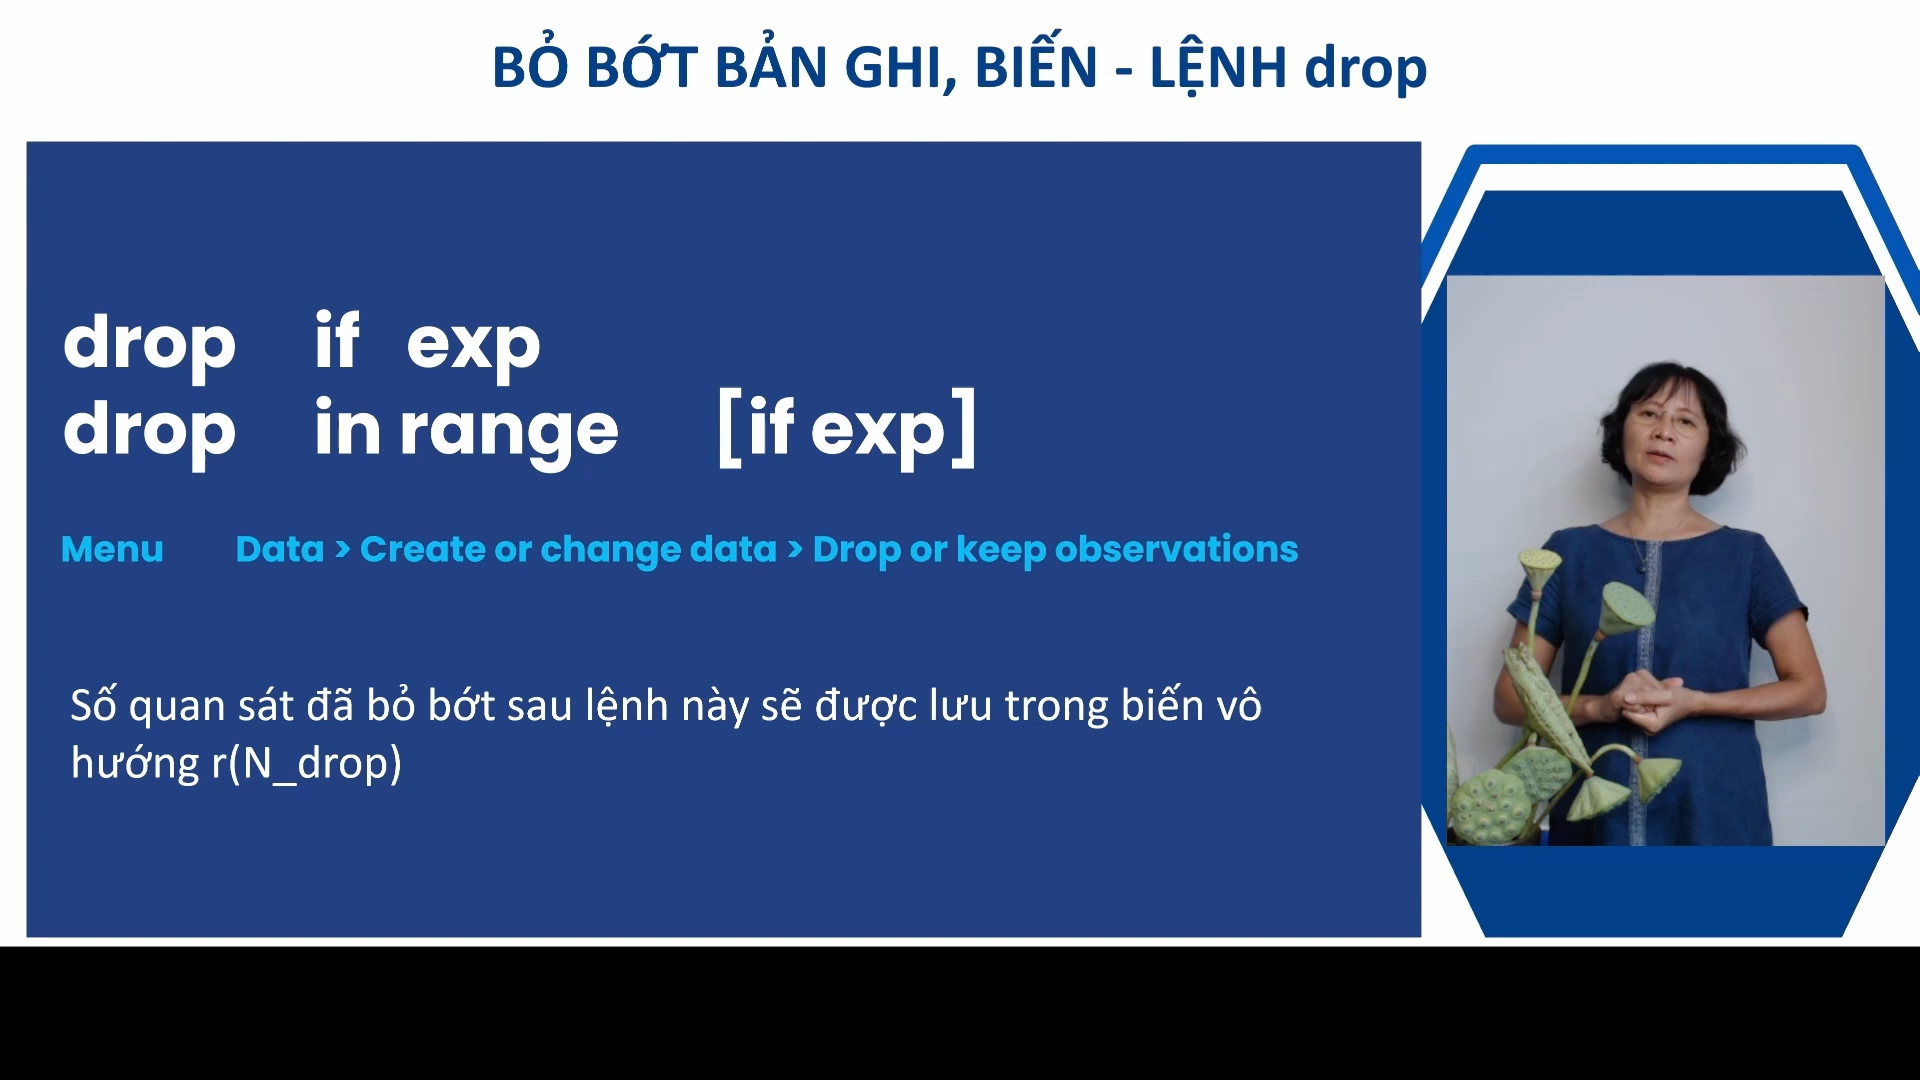 BỎ BỚT BẢN GHI, BIẾN - LỆNH drop
drop if exp
drop in range [if exp]
Menu Data > Create or change data > Drop or keep observations
Số quan sát đã bỏ bớt sau lệnh này sẽ được lưu trong biến vô
hướng r(N_drop)